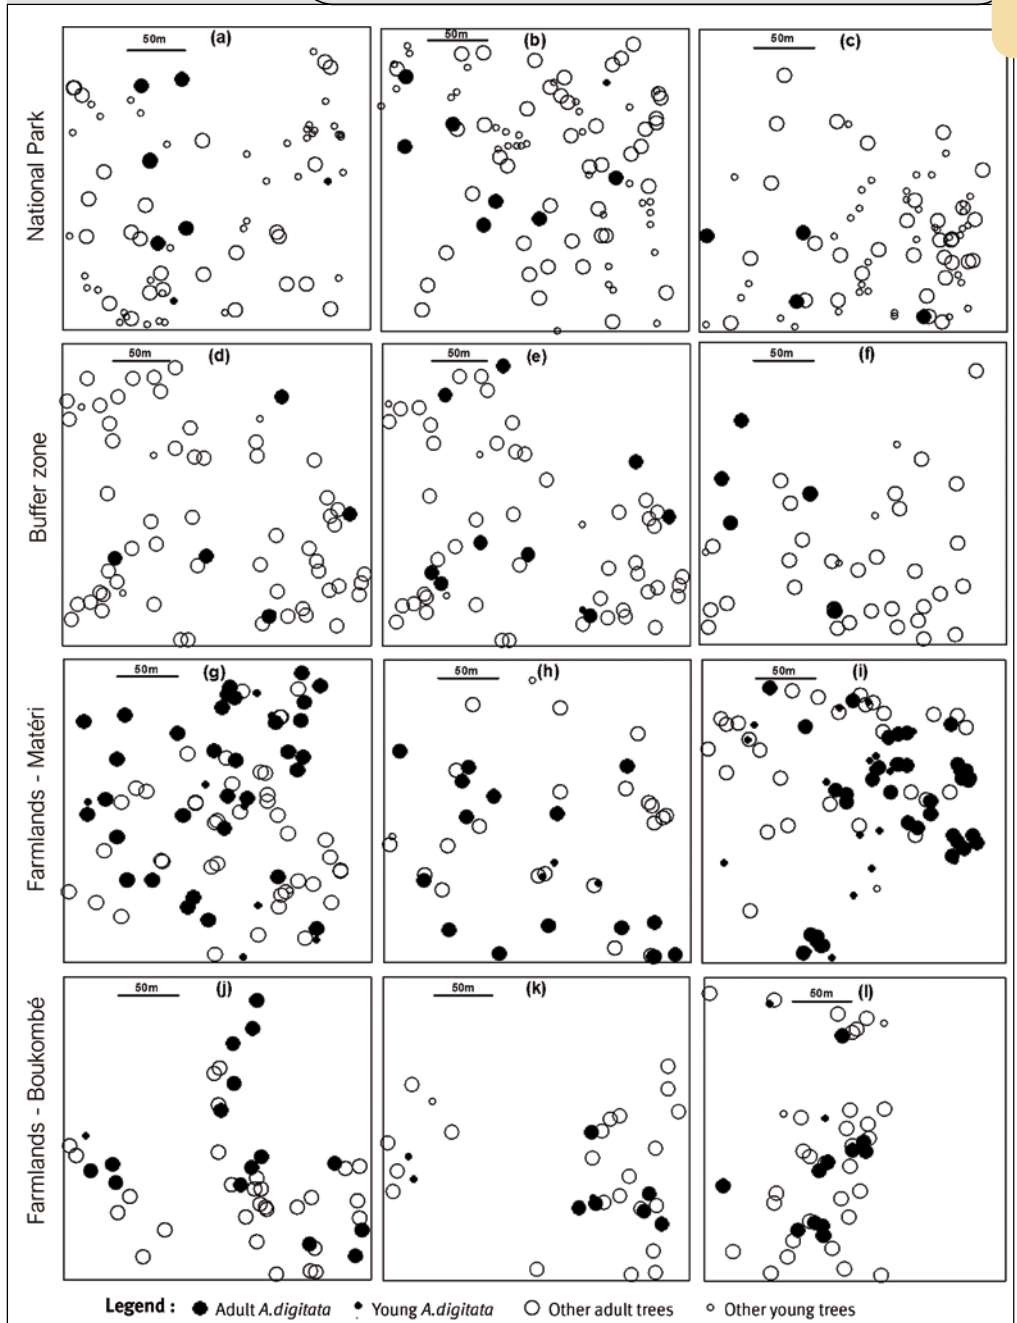 50m (a)
50m (b)
50m (c)
National Park
50m (d)
50m (e)
50m (f)
Buffer zone
50m (g)
50m (h)
50m (i)
Farmlands - Matéri
50m (j)
50m (k)
50m (l)
Farmlands - Boukombé
Legend : Adult A.digitata Young A.digitata Other adult trees Other young trees